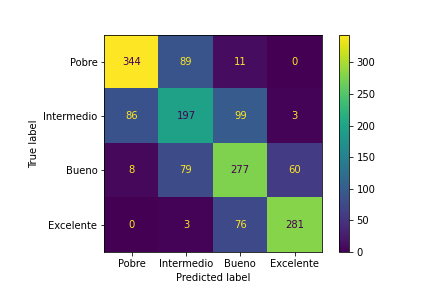 Pobre 344 89 11 0
Intermedio 86 197 99 3
Bueno 8 79 277 60
Excelente 0 3 76 281
Pobre Intermedio Bueno Excelente
Predicted label
True label
300
250
200
150
100
50
0